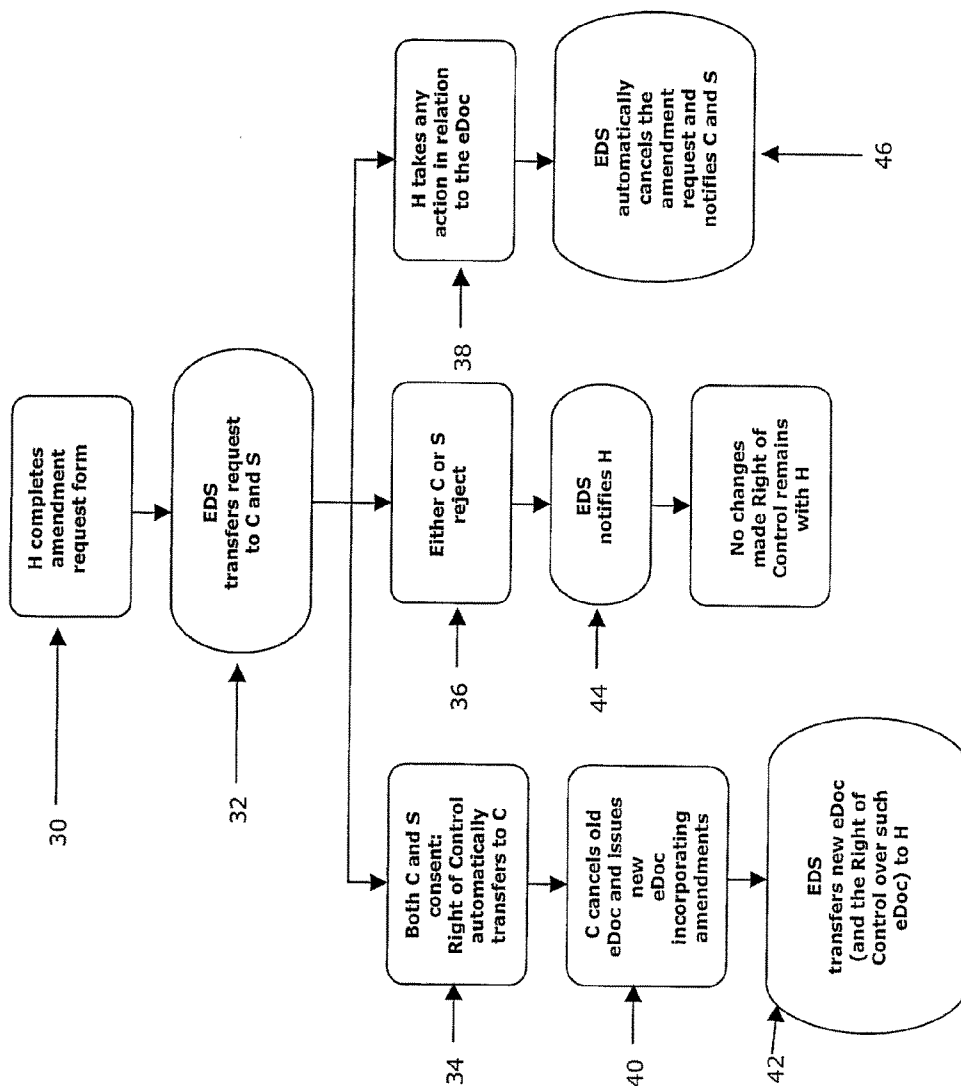 H completes
amendment
request form
30
EDS
transfers request
to C and S
32
Both C and S
consent:
Right of Control
automatically
transfers to C
34
Either C or S
reject
36
H takes any
action in relation
to the eDoc
38
C cancels old
eDoc and issues
new
eDoc
incorporating
amendments
40
EDS
notifies H
44
EDS
automatically
cancels the
amendment
request and
notifies C and S
46
EDS
transfers new eDoc
(and the Right of
Control over such
eDoc) to H
42
No changes
made Right of
Control remains
with H